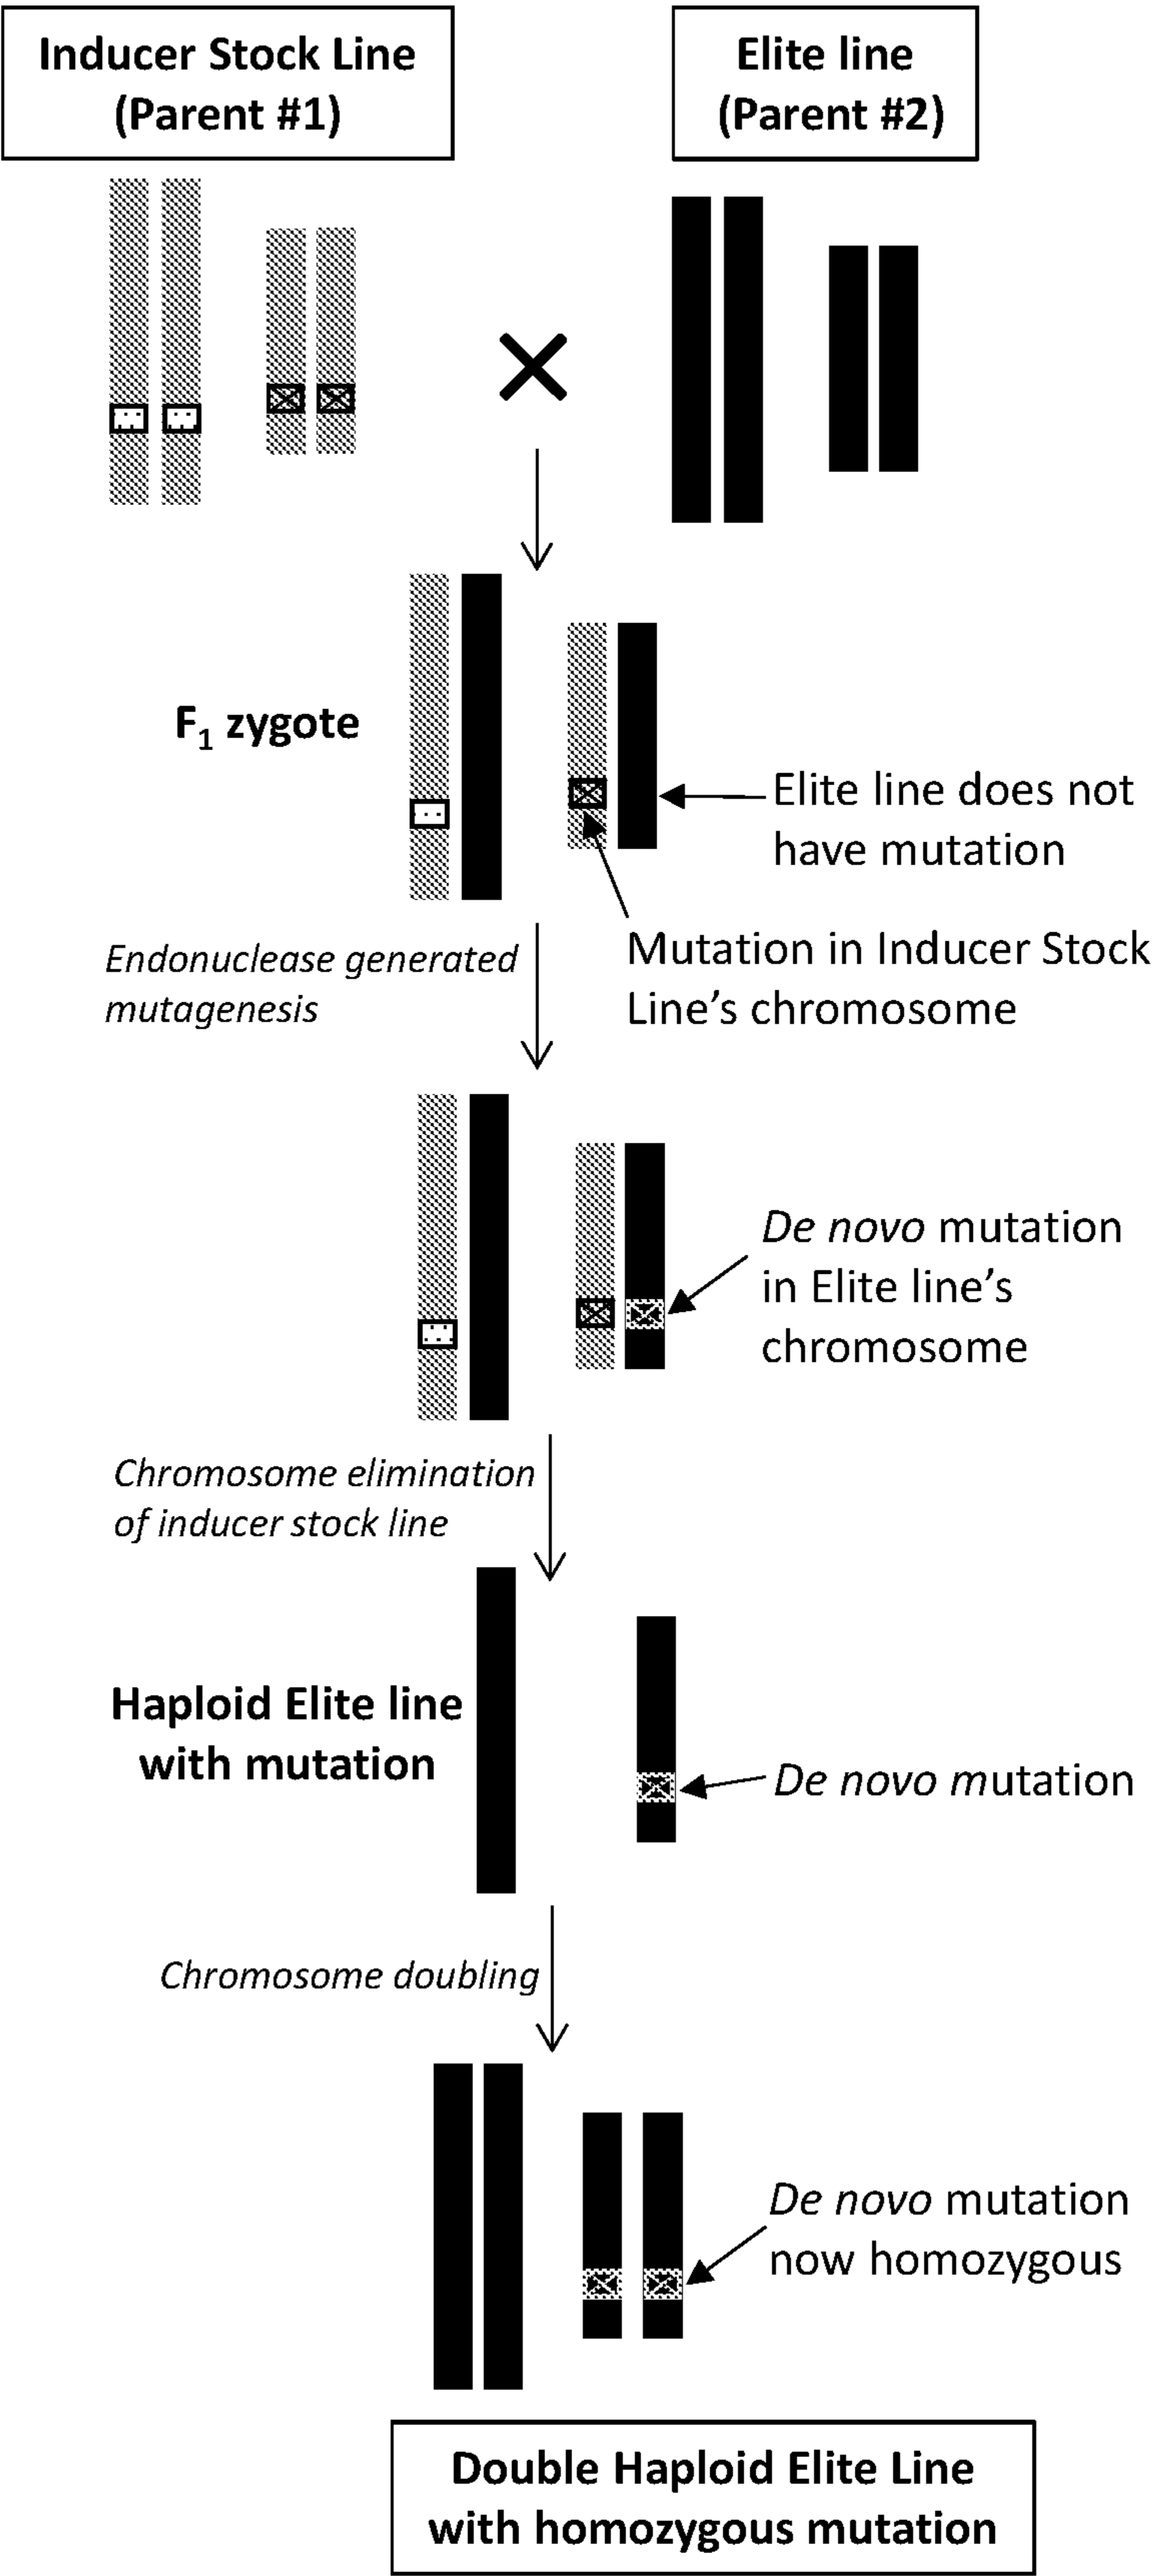 Inducer Stock Line
(Parent #1)
Elite line
(Parent #2)
F1 zygote
Elite line does not
have mutation
Mutation in Inducer Stock
Line's chromosome
Endonuclease generated
mutagenesis
De novo mutation
in Elite line's
chromosome
Chromosome elimination
of inducer stock line
Haploid Elite line
with mutation
De novo mutation
Chromosome doubling
De novo mutation
now homozygous
Double Haploid Elite Line
with homozygous mutation